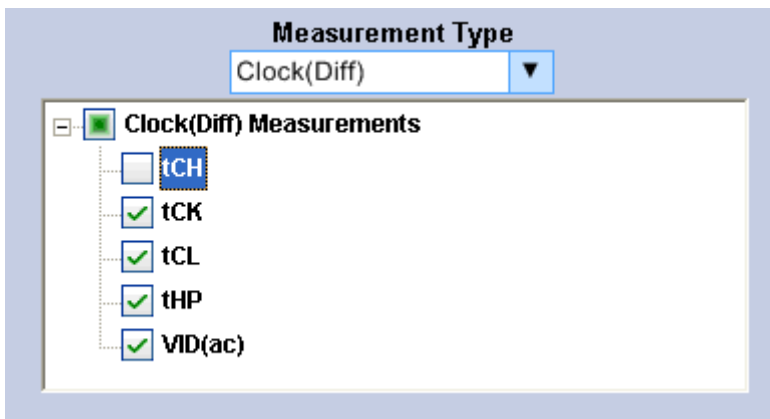 Measurement Type
Clock(Diff)
Clock(Diff) Measurements
tCH
tCK
tCL
tHP
VID(ac)